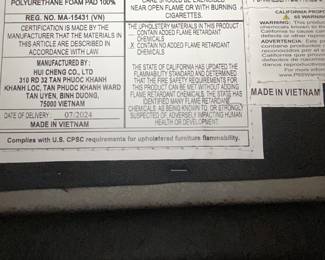 POLYURETHANE FOAM PAD 100%
REG. NO. MA-15431 (VN)
CERTIFICATION IS MADE BY THE
MANUFACTURER THAT MATERIALS IN
THIS ARTICLE ARE DESCRIBED IN
ACCORDANCE WITH LAW
MANUFACTURED BY :
HUI CHENG CO., LTD
310 RD 32 TAN PHUOC KHANH
KHANH LOC, TAN PHUOC KHANH WARD
TAN UYEN, BINH DUONG,
75000 VIETNAM
DATE OF DELIVERY: 07/2024
MADE IN VIETNAM
CARE SHOULD BE EXERCISED
NEAR OPEN FLAME OR WITH BURNING
CIGARETTES.
THE UPHOLSTERY MATERIALS IN THIS PRODUCT
CONTAIN ADDED FLAME RETARDANT
CHEMICALS
X CONTAIN NO ADDED FLAME RETARDANT
CHEMICALS
THE STATE OF CALIFORNIA HAS UPDATED THE
FLAMMABILITY STANDARD AND DETERMINED
THAT THE FIRE SAFETY REQUIREMENTS FOR
THIS PRODUCT CAN BE MET WITHOUT ADDING
FLAME RETARDANT CHEMICALS. THE STATE HAS
IDENTIFIED MANY FLAME RETARDANT
CHEMICALS AS BEING KNOWN TO, OR STRONGLY
SUSPECTED OF, ADVERSELY IMPACTING HUMAN
HEALTH OR DEVELOPMENT.
Complies with U.S. CPSC requirements for upholstered furniture flammability.
CALIFORNIA
WARNING
MADE IN VIETNAM